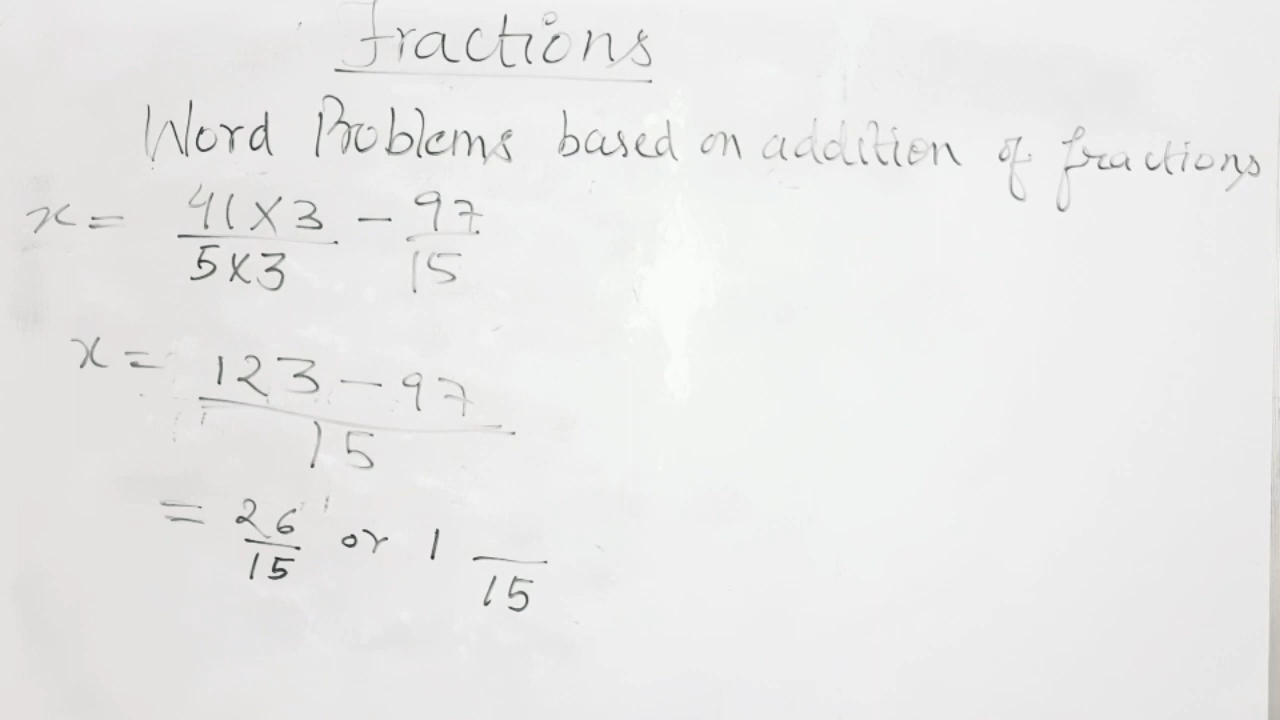 Fractions
Word Problems based on addition of fractions
x = 41×3/5×3 - 97/15
x = 123-97/15
= 26/15 or 1 /15